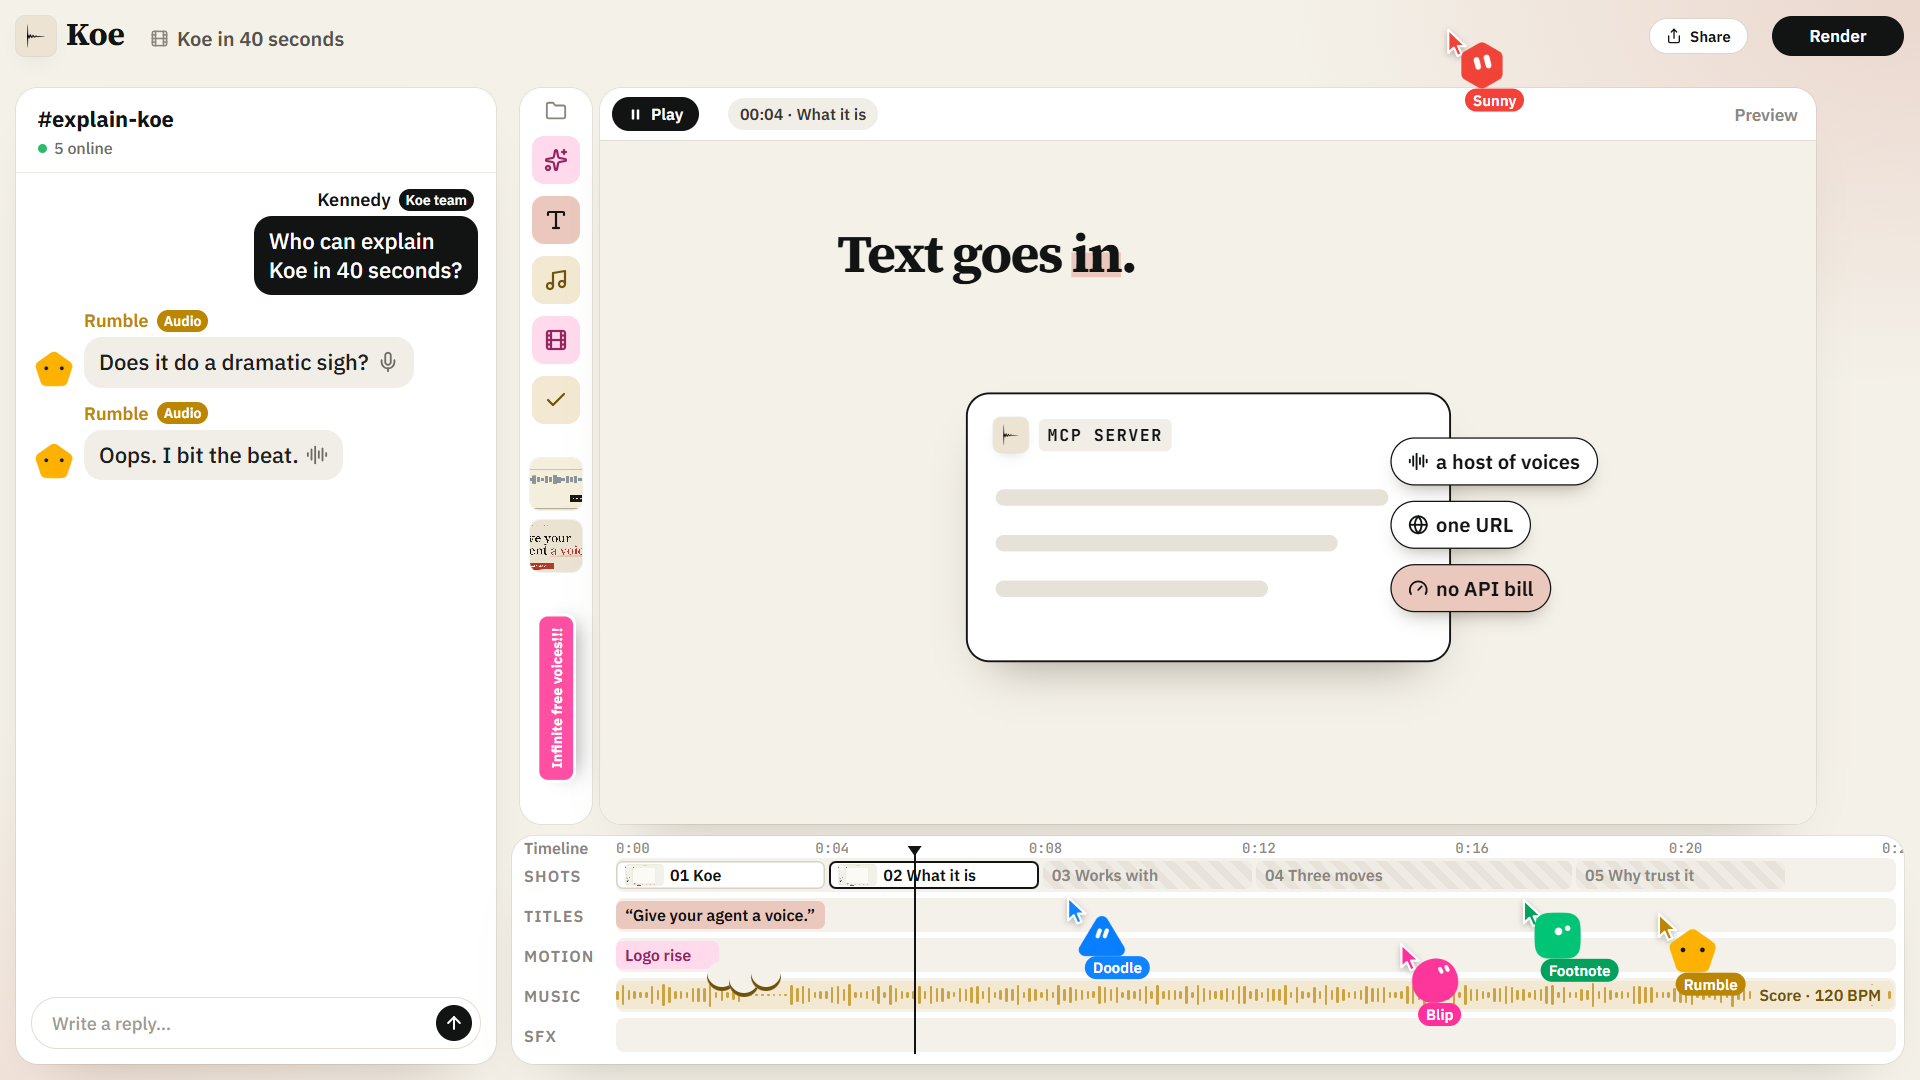 Koe
Koe in 40 seconds
Share
Render
Sunny
#explain-koe
5 online
Kennedy Koe team
Who can explain
Koe in 40 seconds?
Rumble Audio
Does it do a dramatic sigh?
Rumble Audio
Oops. I bit the beat.
Write a reply...
Infinite free voices!!!
Play
00:04 · What it is
Preview
Text goes in.
MCP SERVER
a host of voices
one URL
no API bill
Timeline
0:00 0:04 0:08 0:12 0:16 0:20
SHOTS
01 Koe
02 What it is
03 Works with
04 Three moves
05 Why trust it
TITLES
“Give your agent a voice.”
MOTION
Logo rise
Doodle
Footnote
Rumble
Blip
MUSIC
Score · 120 BPM
SFX